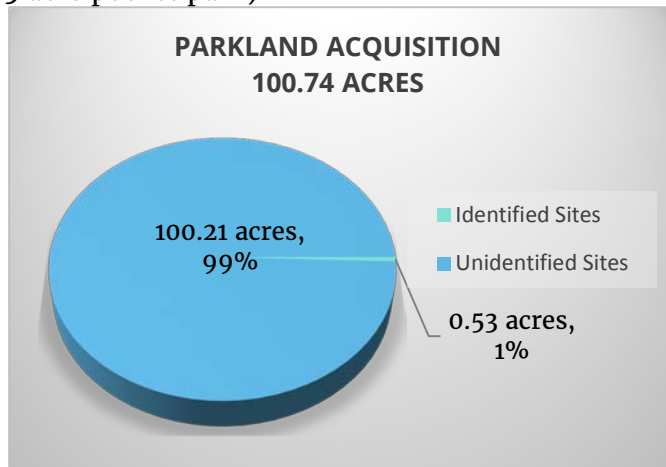 PARKLAND ACQUISITION
100.74 ACRES
100.21 acres,
99%
Identified Sites
Unidentified Sites
0.53 acres,
1%